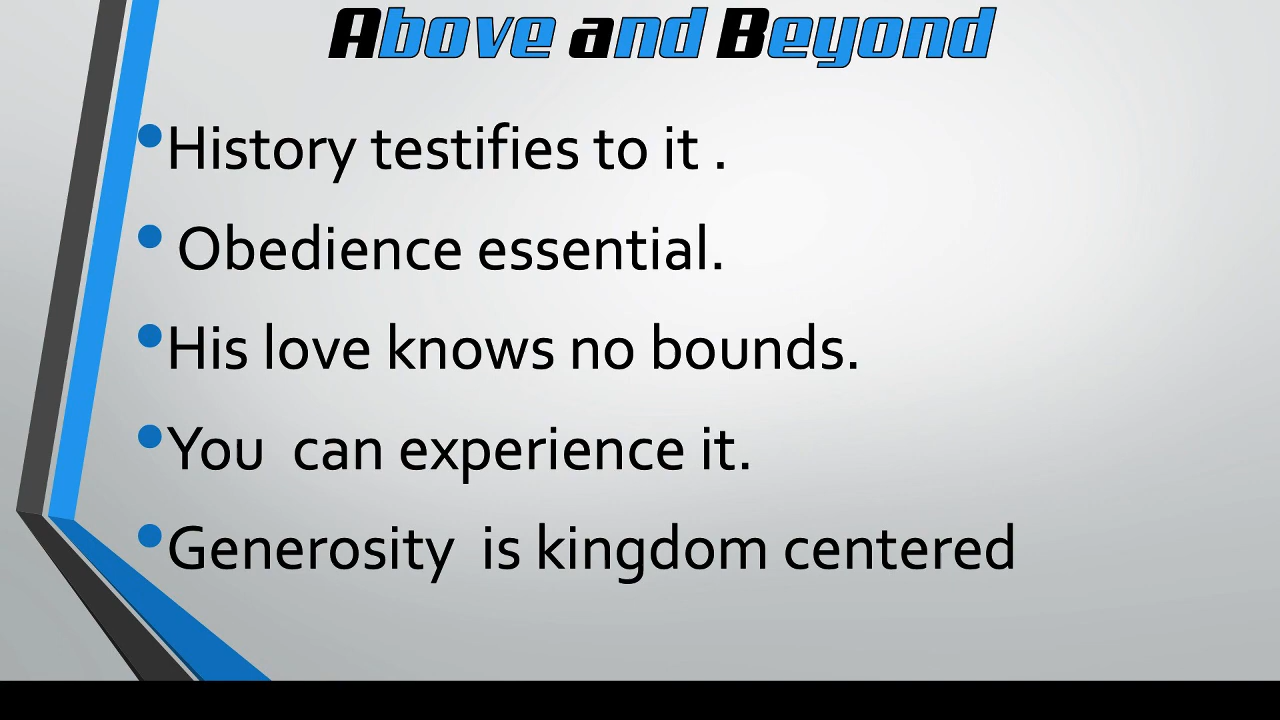 Above and Beyond
•History testifies to it .
• Obedience essential.
•His love knows no bounds.
•You  can experience it.
•Generosity  is kingdom centered